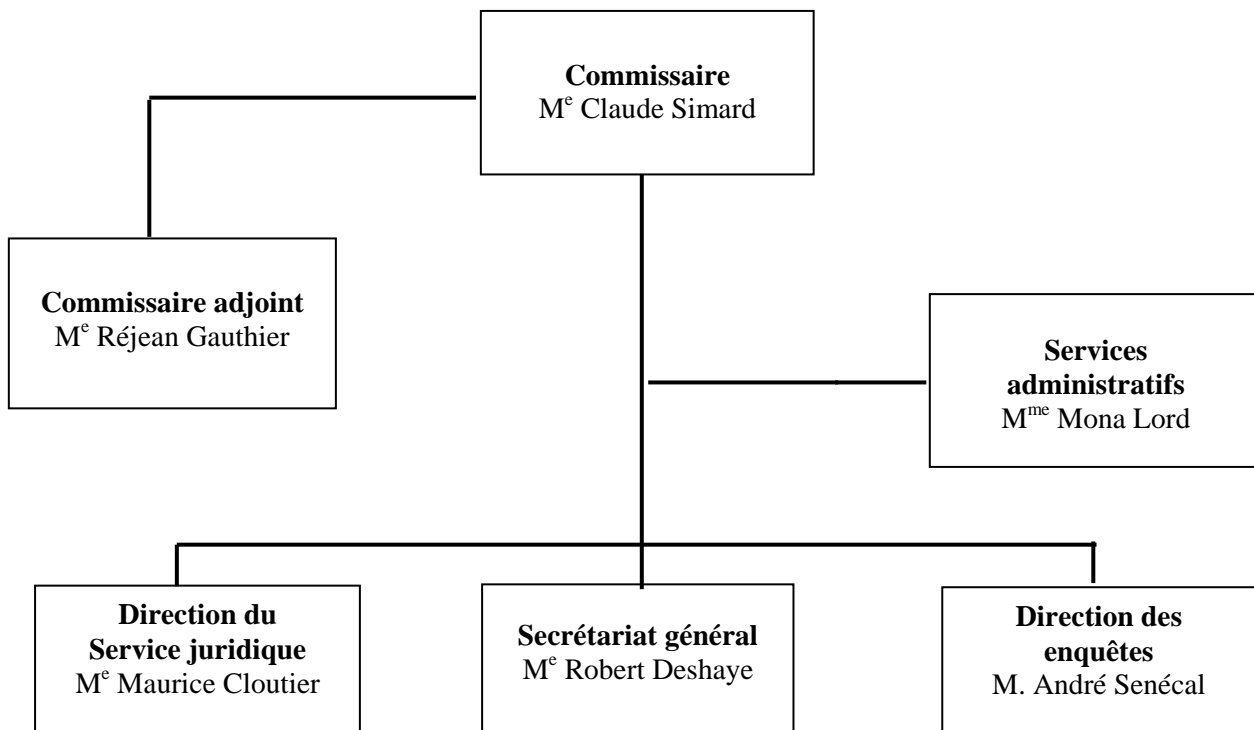 Commissaire
Me Claude Simard
Commissaire adjoint
Me Réjean Gauthier
Services
administratifs
Mme Mona Lord
Direction du
Service juridique
Me Maurice Cloutier
Secrétariat général
Me Robert Deshaye
Direction des
enquêtes
M. André Senécal